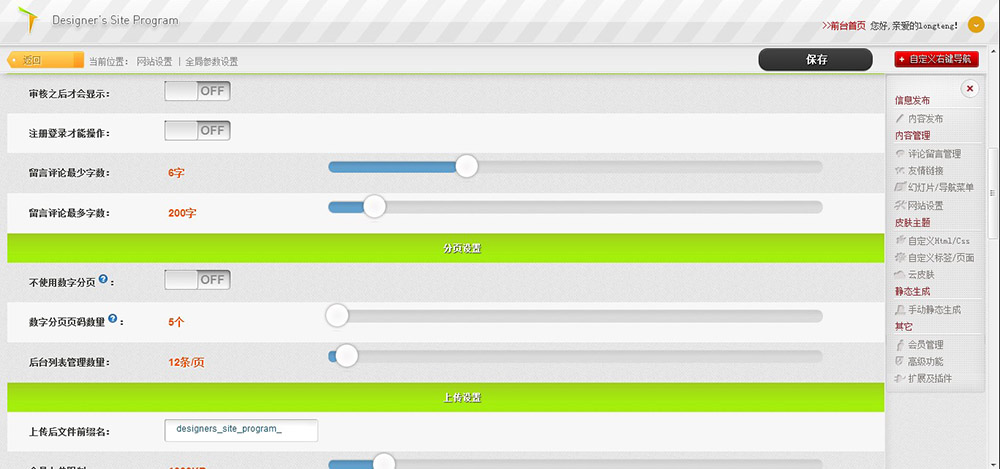 Designer's Site Program
>>前台首页 您好,亲爱的longteng!
返回
当前位置： 网站设置 | 全局参数设置
保存
+ 自定义右键导航
审核之后才会显示: OFF
注册登录才能操作: OFF
留言评论最少字数: 6字
留言评论最多字数: 200字
分页设置
不使用数字分页 ? : OFF
数字分页页码数量 ? : 5个
后台列表管理数量: 12条/页
上传设置
上传后文件前缀名: designers_site_program_
信息发布
内容发布
内容管理
评论留言管理
友情链接
幻灯片/导航菜单
网站设置
皮肤主题
自定义Html/Css
自定义标签/页面
云皮肤
静态生成
手动静态生成
其它
会员管理
高级功能
扩展及插件